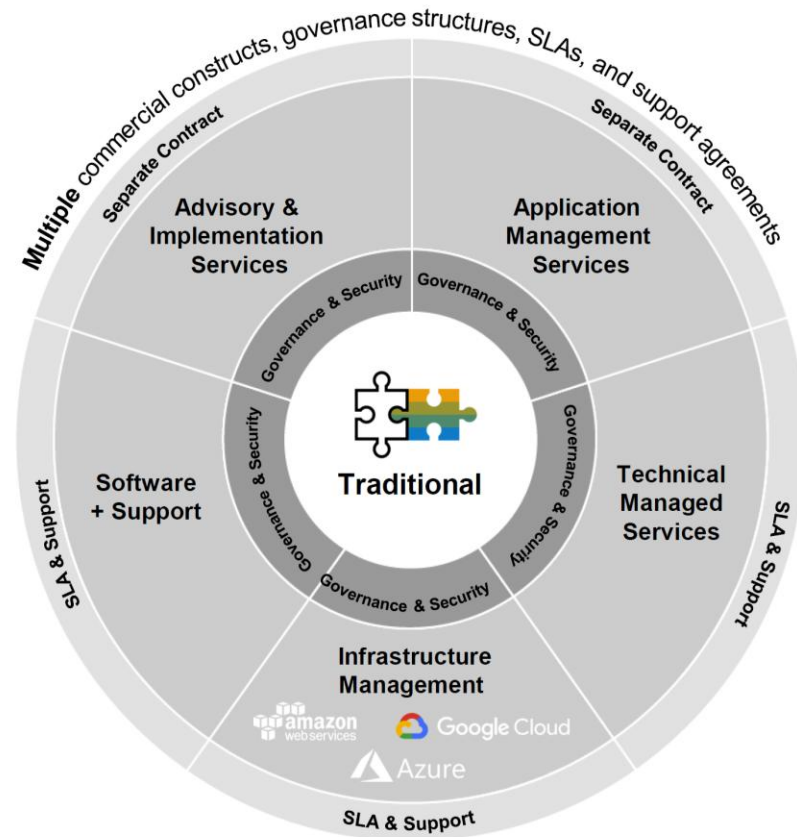 Multiple commercial constructs, governance structures, SLAs, and support agreements
Separate Contract
Separate Contract
Advisory &
Implementation
Services
Application
Management
Services
Governance & Security
Governance & Security
Software
+ Support
Governance & Security
Traditional
Governance & Security
Technical
Managed
Services
SLA & Support
SLA & Support
Governance & Security
Infrastructure
Management
amazon
webservices
Google Cloud
Azure
SLA & Support